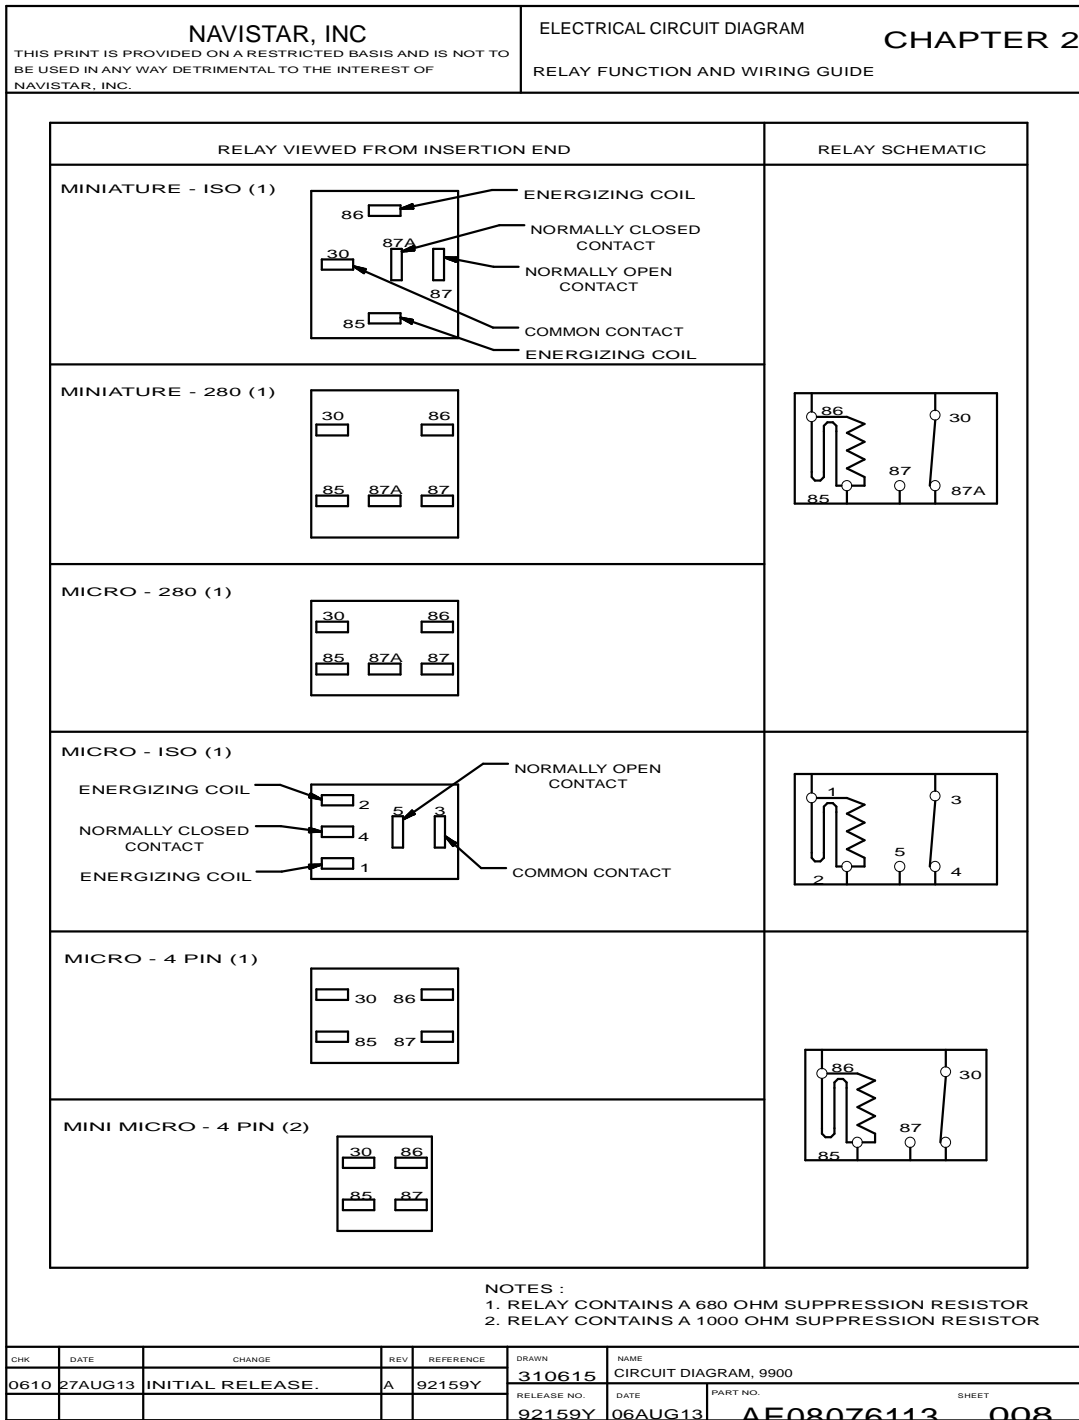 NAVISTAR, INC
THIS PRINT IS PROVIDED ON A RESTRICTED BASIS AND IS NOT TO
BE USED IN ANY WAY DETRIMENTAL TO THE INTEREST OF
NAVISTAR, INC.
ELECTRICAL CIRCUIT DIAGRAM
RELAY FUNCTION AND WIRING GUIDE
CHAPTER 2
RELAY VIEWED FROM INSERTION END
RELAY SCHEMATIC
MINIATURE - ISO (1)
86
87A
30
87
85
ENERGIZING COIL
NORMALLY CLOSED
CONTACT
NORMALLY OPEN
CONTACT
COMMON CONTACT
ENERGIZING COIL
MINIATURE - 280 (1)
30
86
85
87A
87
86
30
87
85
87A
MICRO - 280 (1)
30
86
85
87A
87
MICRO - ISO (1)
ENERGIZING COIL
NORMALLY CLOSED
CONTACT
ENERGIZING COIL
2
4
1
5
3
NORMALLY OPEN
CONTACT
COMMON CONTACT
1
3
5
2
4
MICRO - 4 PIN (1)
30
86
85
87
86
30
87
85
MINI MICRO - 4 PIN (2)
30
86
85
87
NOTES :
1. RELAY CONTAINS A 680 OHM SUPPRESSION RESISTOR
2. RELAY CONTAINS A 1000 OHM SUPPRESSION RESISTOR
CHK DATE CHANGE REV REFERENCE
0610 27AUG13 INITIAL RELEASE. A 92159Y
DRAWN
310615
NAME
CIRCUIT DIAGRAM, 9900
RELEASE NO.
92159Y
DATE
06AUG13
PART NO.
AE08076113
SHEET
008